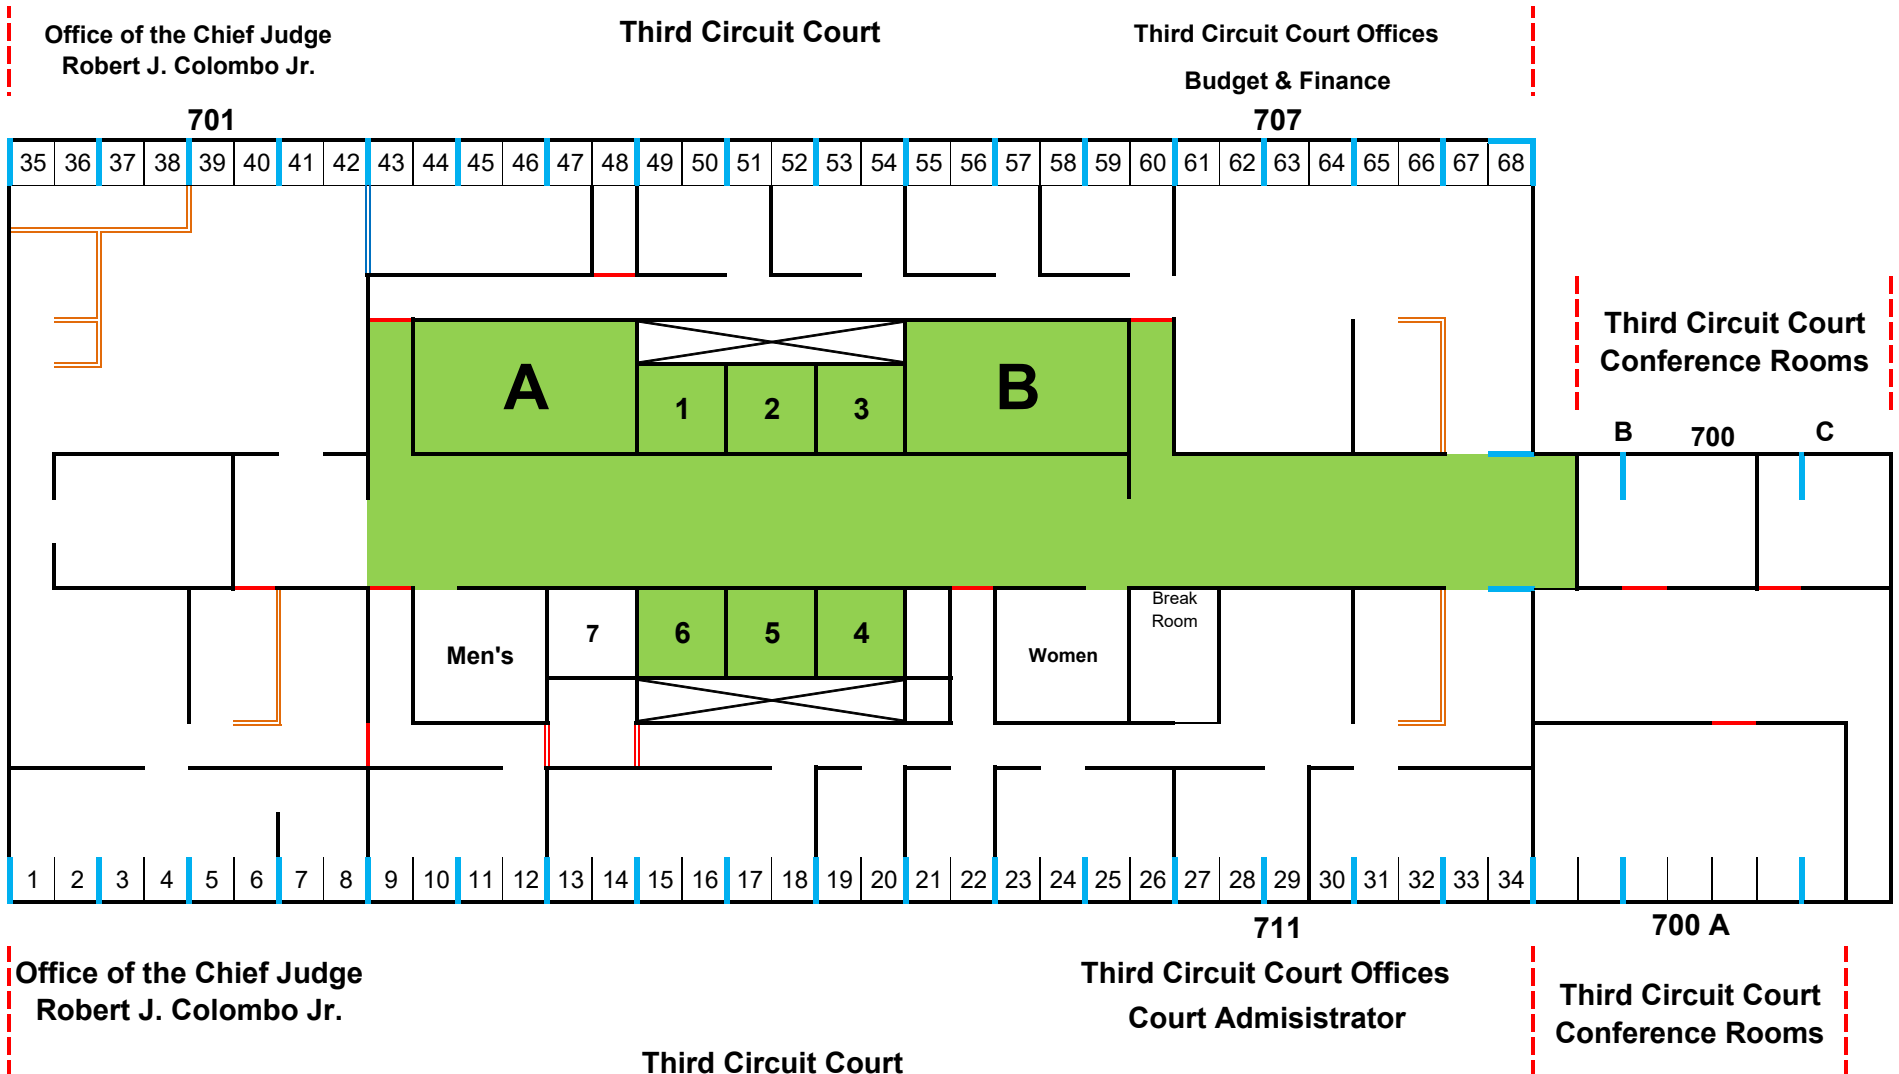 Office of the Chief Judge
Robert J. Colombo Jr.
Third Circuit Court
Third Circuit Court Offices
Budget & Finance
701
707
35 36 37 38 39 40 41 42 43 44 45 46 47 48 49 50 51 52 53 54 55 56 57 58 59 60 61 62 63 64 65 66 67 68
Third Circuit Court
Conference Rooms
A
B
1 2 3
B 700 C
Men's
7 6 5 4
Women
Break
Room
1 2 3 4 5 6 7 8 9 10 11 12 13 14 15 16 17 18 19 20 21 22 23 24 25 26 27 28 29 30 31 32 33 34
711
700 A
Office of the Chief Judge
Robert J. Colombo Jr.
Third Circuit Court Offices
Court Admisistrator
Third Circuit Court
Conference Rooms
Third Circuit Court